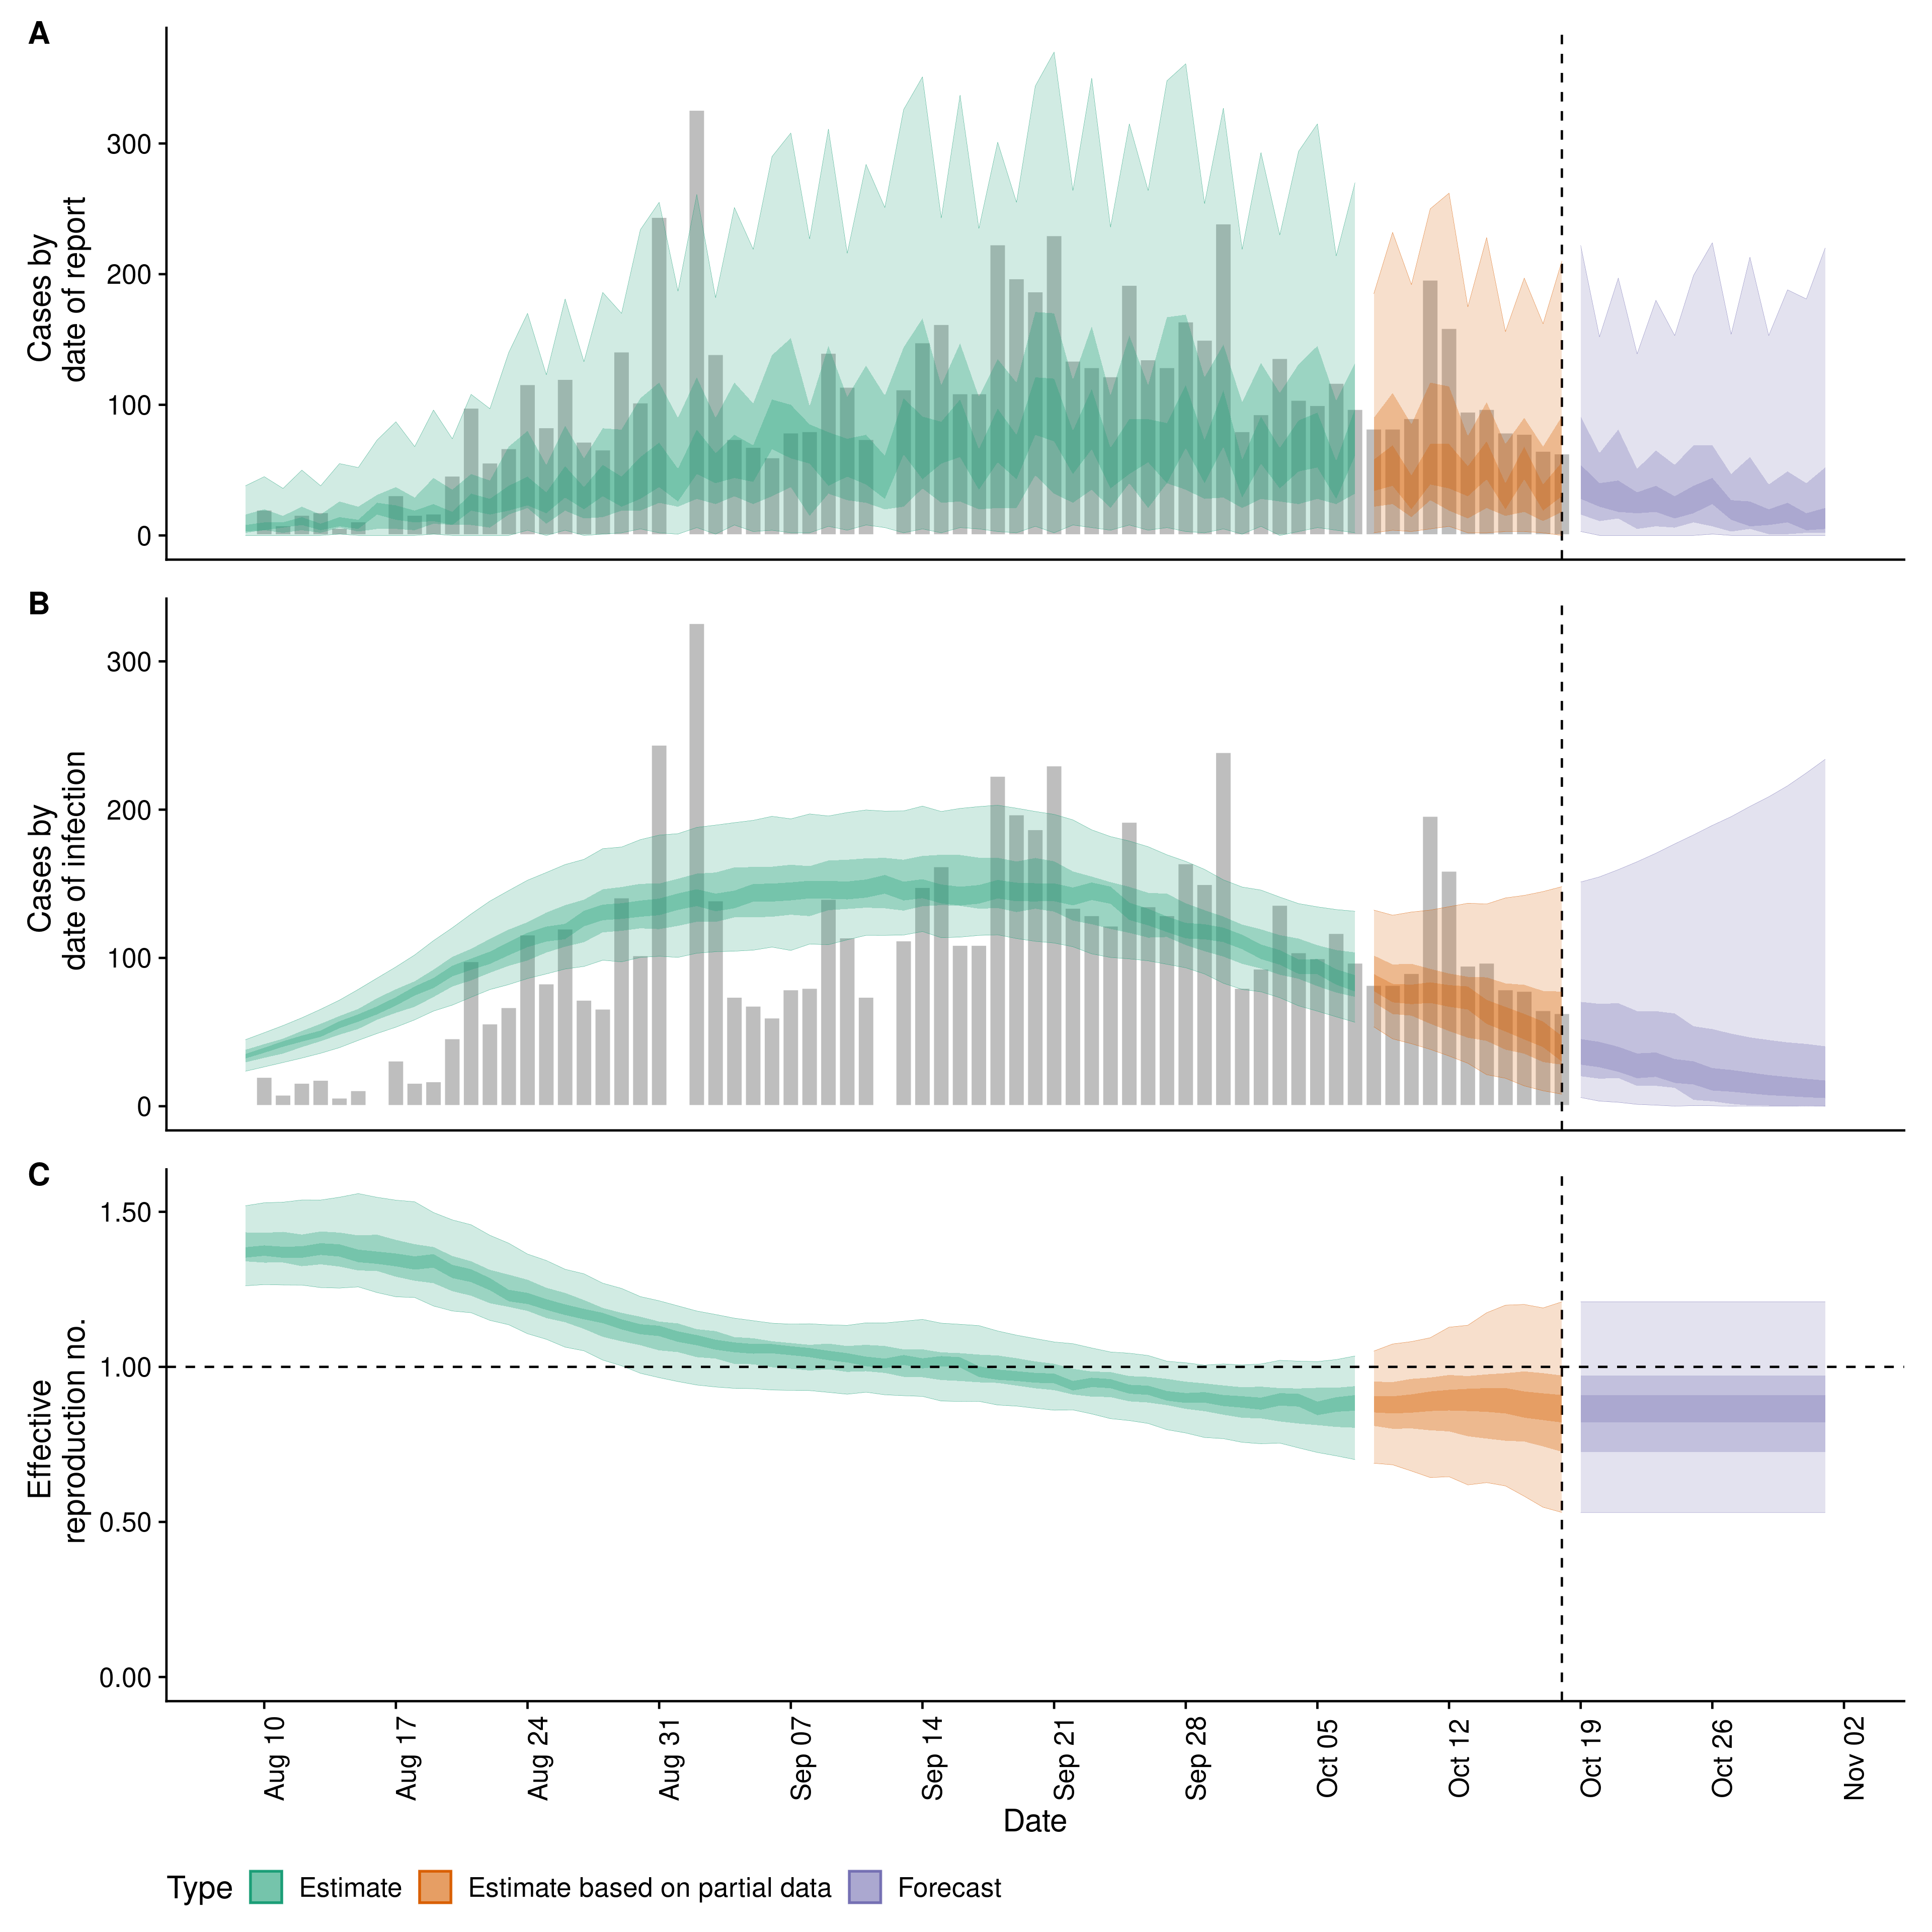 A
Cases by
date of report
300
200
100
0
B
Cases by
date of infection
300
200
100
0
C
Effective
reproduction no.
1.50
1.00
0.50
0.00
Aug 10
Aug 17
Aug 24
Aug 31
Sep 07
Sep 14
Sep 21
Sep 28
Oct 05
Oct 12
Oct 19
Oct 26
Nov 02
Date
Type Estimate Estimate based on partial data Forecast